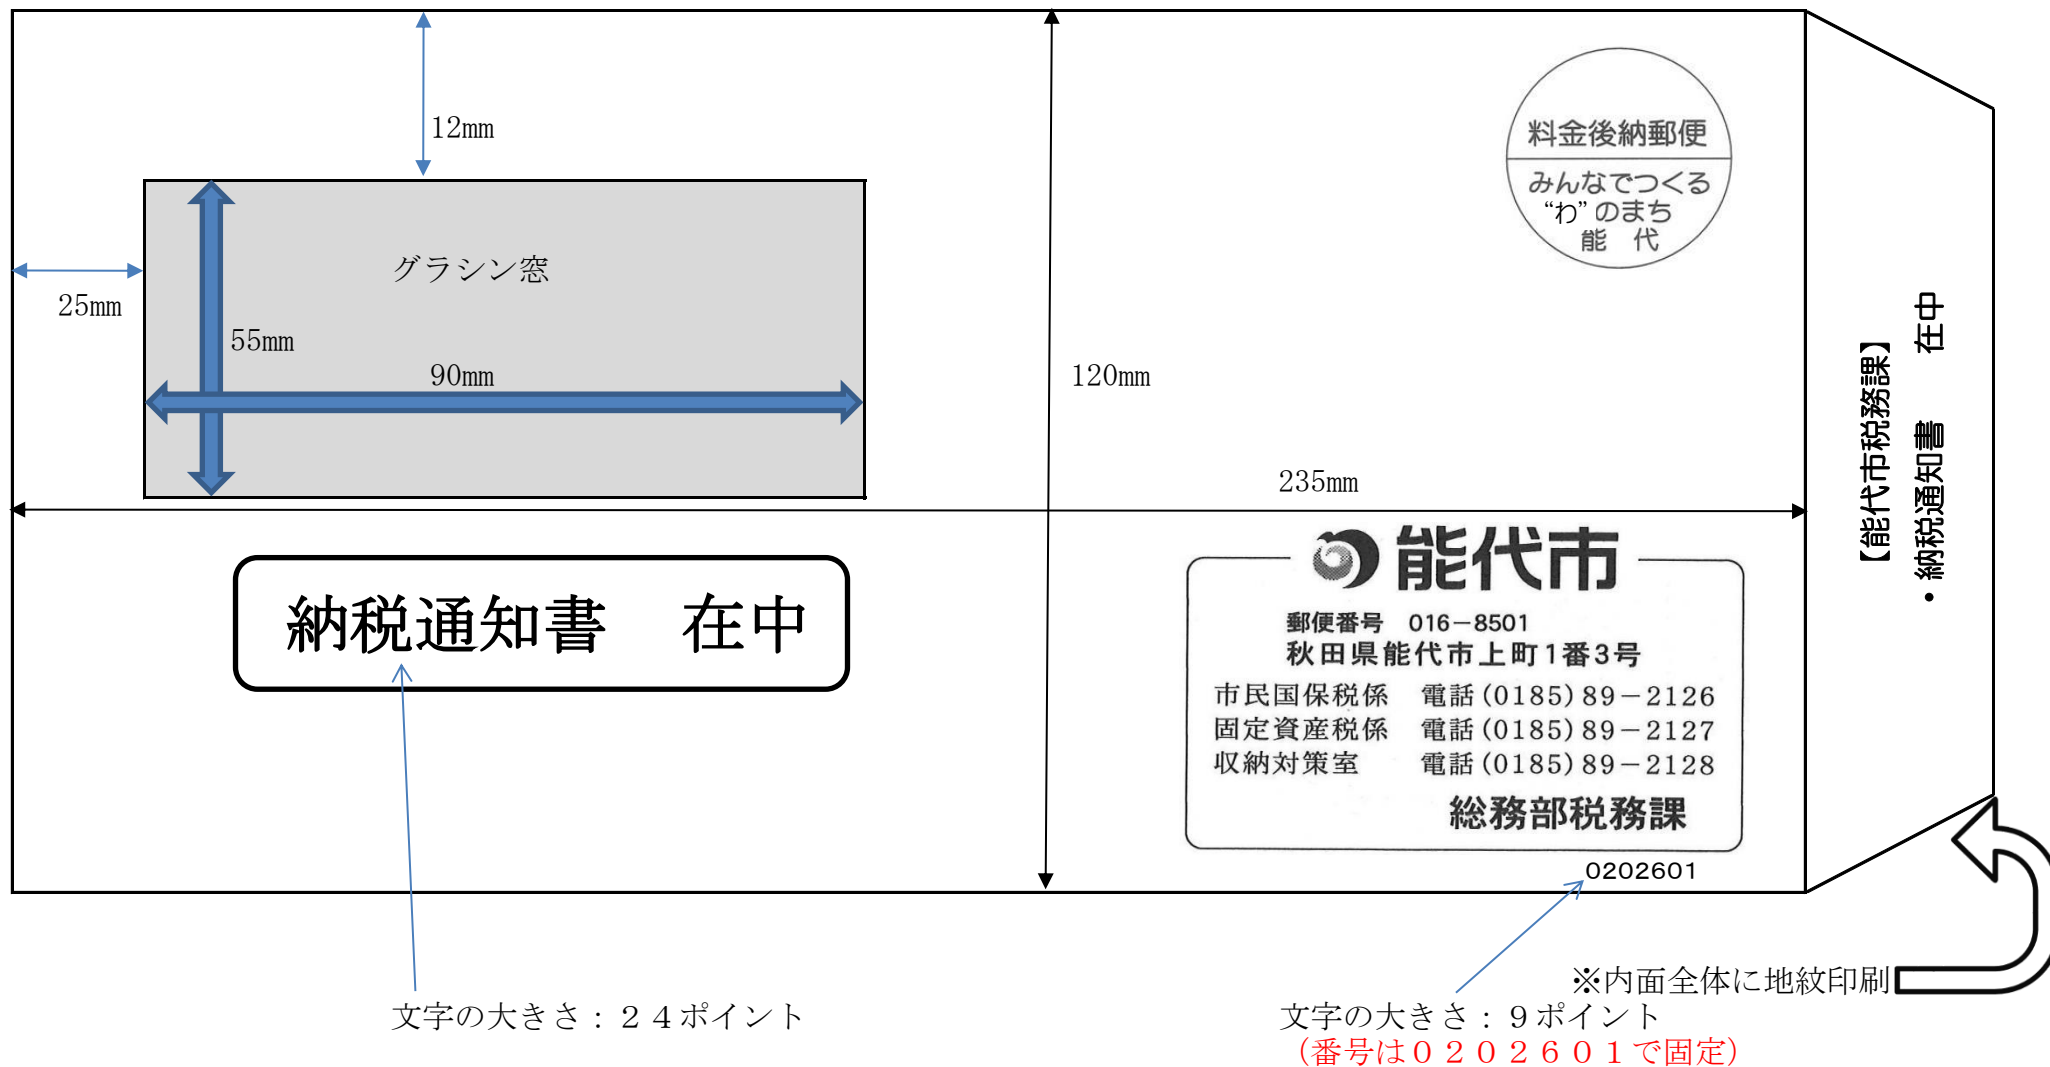 12mm
料金後納郵便
みんなでつくる
“わ”のまち
能　代
グラシン窓
25mm
55mm
90mm
120mm
235mm
【能代市税務課】
・納税通知書　　在中
納税通知書　在中
能代市
郵便番号　016－8501
秋田県能代市上町1番3号
市民国保税係　電話(0185)89－2126
固定資産税係　電話(0185)89－2127
収納対策室　　電話(0185)89－2128
総務部税務課
0202601
※内面全体に地紋印刷
文字の大きさ：２４ポイント
文字の大きさ：９ポイント
（番号は０２０２６０１で固定）